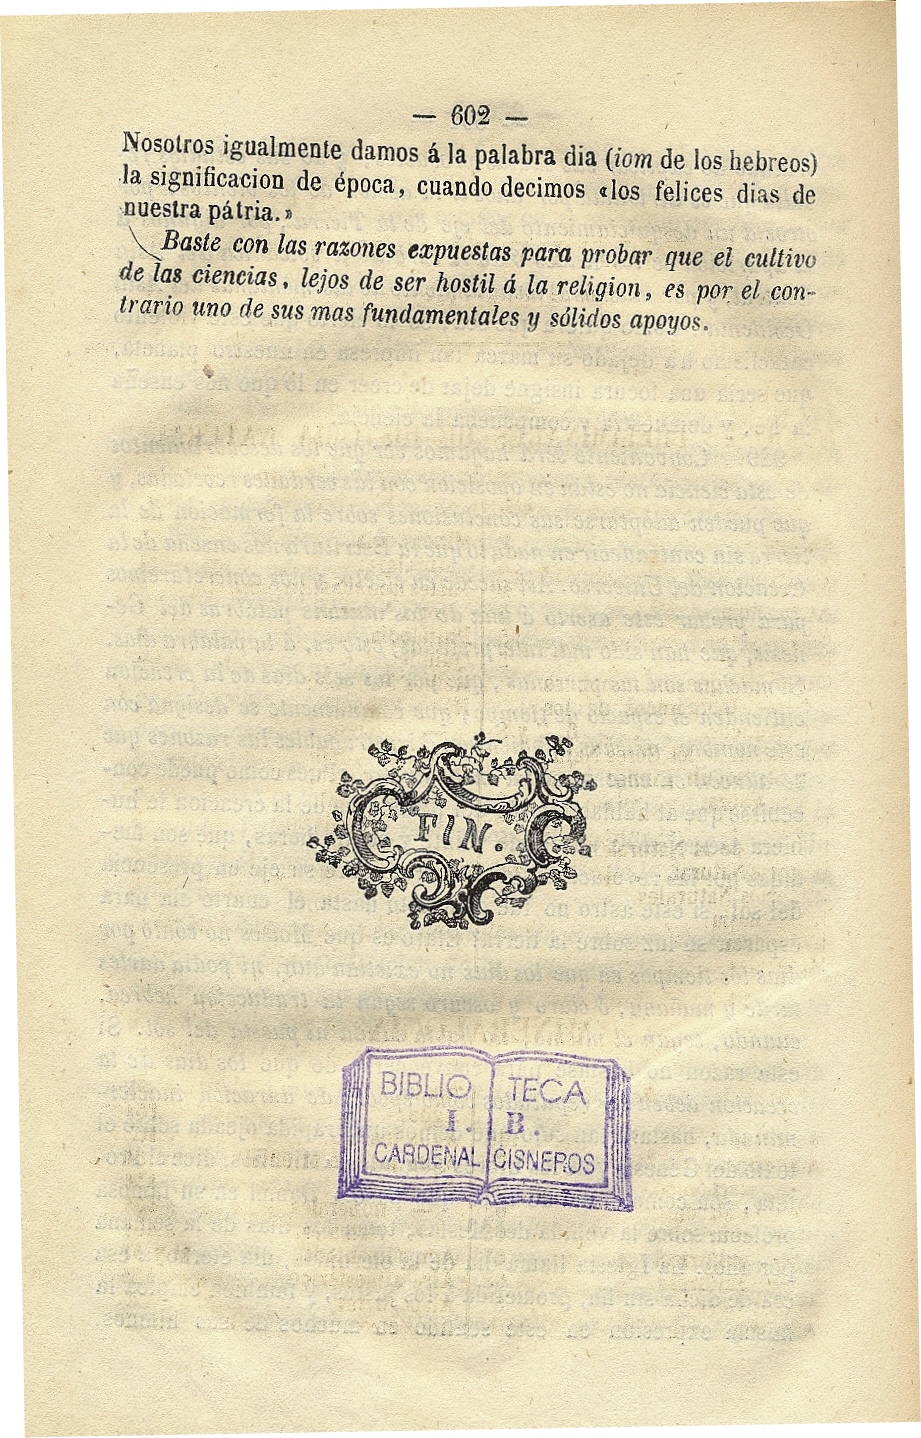 — 602 —
Nosotros igualmente damos á la palabra dia (iom de los hebreos)
la significacion de época, cuando decimos «los felices dias de
nuestra pátria.»
Baste con las razones expuestas para probar que el cultivo
de las ciencias, lejos de ser hostil á la religion, es por el con-
trario uno de sus mas fundamentales y sólidos apoyos.
FIN.
BIBLIO TECA
I. B.
CARDENAL CISNEROS